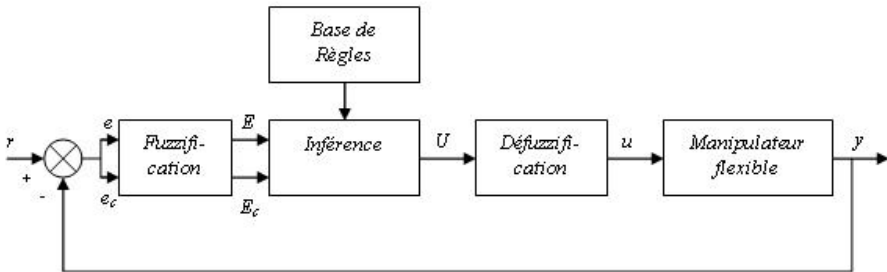 Base de
Règles
r
+
-
e
e_c
Fuzzifi-
cation
E
E_c
Inférence
U
Défuzzifi-
cation
u
Manipulateur
flexible
y